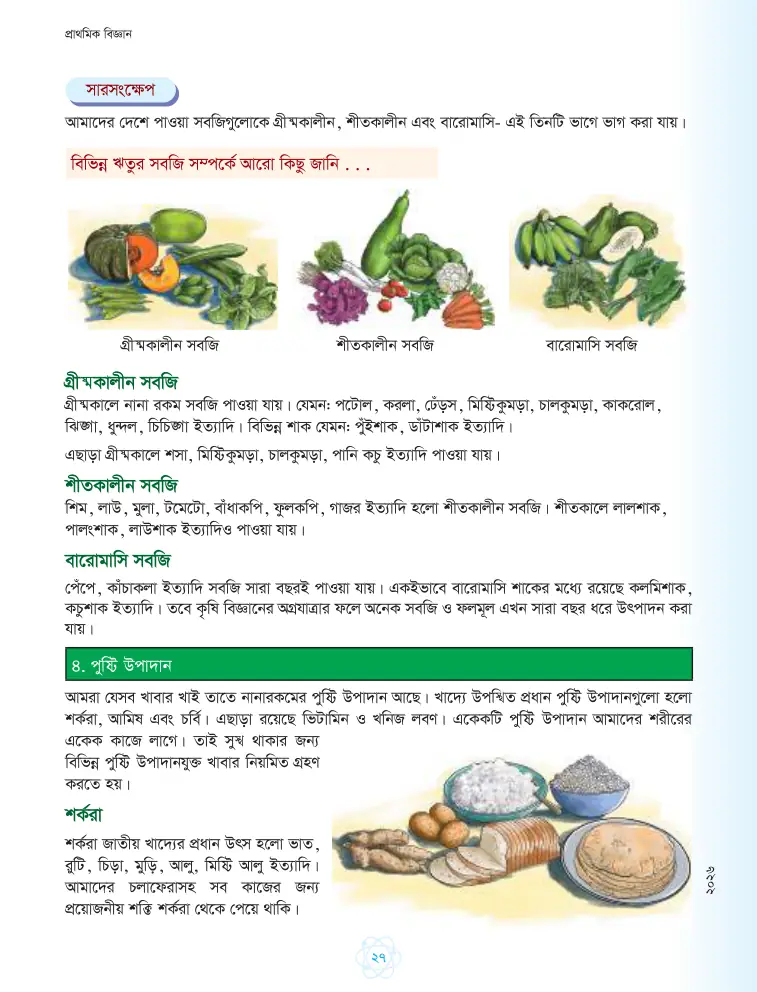 প্রাথমিক বিজ্ঞান
সারসংক্ষেপ
আমাদের দেশে পাওয়া সবজিগুলোকে গ্রীষ্মকালীন, শীতকালীন এবং বারোমাসি- এই তিনটি ভাগে ভাগ করা যায়।
বিভিন্ন ঋতুর সবজি সম্পর্কে আরো কিছু জানি . . .
গ্রীষ্মকালীন সবজি
শীতকালীন সবজি
বারোমাসি সবজি
গ্রীষ্মকালীন সবজি
গ্রীষ্মকালে নানা রকম সবজি পাওয়া যায়। যেমন: পটোল, করলা, ঢেঁড়স, মিষ্টিকুমড়া, চালকুমড়া, কাকরোল,
ঝিঙ্গা, ধুন্দল, চিচিঙ্গা ইত্যাদি। বিভিন্ন শাক যেমন: পুঁইশাক, ডাঁটাশাক ইত্যাদি।
এছাড়া গ্রীষ্মকালে শসা, মিষ্টিকুমড়া, চালকুমড়া, পানি কচু ইত্যাদি পাওয়া যায়।
শীতকালীন সবজি
শিম, লাউ, মুলা, টমেটো, বাঁধাকপি, ফুলকপি, গাজর ইত্যাদি হলো শীতকালীন সবজি। শীতকালে লালশাক,
পালংশাক, লাউশাক ইত্যাদিও পাওয়া যায়।
বারোমাসি সবজি
পেঁপে, কাঁচাকলা ইত্যাদি সবজি সারা বছরই পাওয়া যায়। একইভাবে বারোমাসি শাকের মধ্যে রয়েছে কলমিশাক,
কচুশাক ইত্যাদি। তবে কৃষি বিজ্ঞানের অগ্রযাত্রার ফলে অনেক সবজি ও ফলমূল এখন সারা বছর ধরে উৎপাদন করা
যায়।
৪. পুষ্টি উপাদান
আমরা যেসব খাবার খাই তাতে নানারকমের পুষ্টি উপাদান আছে। খাদ্যে উপস্থিত প্রধান পুষ্টি উপাদানগুলো হলো
শর্করা, আমিষ এবং চর্বি। এছাড়া রয়েছে ভিটামিন ও খনিজ লবণ। একেকটি পুষ্টি উপাদান আমাদের শরীরের
একেক কাজে লাগে। তাই সুস্থ থাকার জন্য
বিভিন্ন পুষ্টি উপাদানযুক্ত খাবার নিয়মিত গ্রহণ
করতে হয়।
শর্করা
শর্করা জাতীয় খাদ্যের প্রধান উৎস হলো ভাত,
রুটি, চিড়া, মুড়ি, আলু, মিষ্টি আলু ইত্যাদি।
আমাদের চলাফেরাসহ সব কাজের জন্য
প্রয়োজনীয় শক্তি শর্করা থেকে পেয়ে থাকি।
২০২৬
২৭